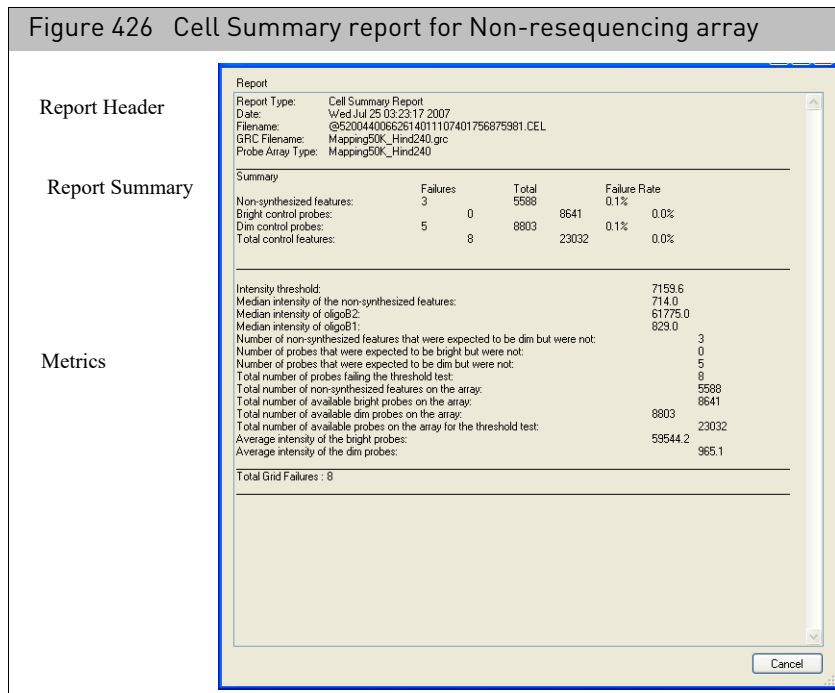 Figure 426 Cell Summary report for Non-resequencing array
Report Header
Report Summary
Metrics
Report
Report Type: Cell Summary Report
Date: Wed Jul 25 03:23:17 2007
Filename: @52004400662614011107401756875981.CEL
GRC Filename: Mapping50K_Hind240.grc
Probe Array Type: Mapping50K_Hind240
Summary
Failures Total Failure Rate
Non-synthesized features: 3 5588 0.1%
Bright control probes: 0 8641 0.0%
Dim control probes: 5 8803 0.1%
Total control features: 8 23032 0.0%
Intensity threshold: 7159.6
Median intensity of the non-synthesized features: 714.0
Median intensity of oligoB2: 61775.0
Median intensity of oligoB1: 829.0
Number of non-synthesized features that were expected to be dim but were not: 3
Number of probes that were expected to be bright but were not: 0
Number of probes that were expected to be dim but were not: 5
Total number of probes failing the threshold test: 8
Total number of non-synthesized features on the array: 5588
Total number of available bright probes on the array: 8641
Total number of available dim probes on the array: 8803
Total number of available probes on the array for the threshold test: 23032
Average intensity of the bright probes: 59544.2
Average intensity of the dim probes: 965.1
Total Grid Failures : 8
Cancel